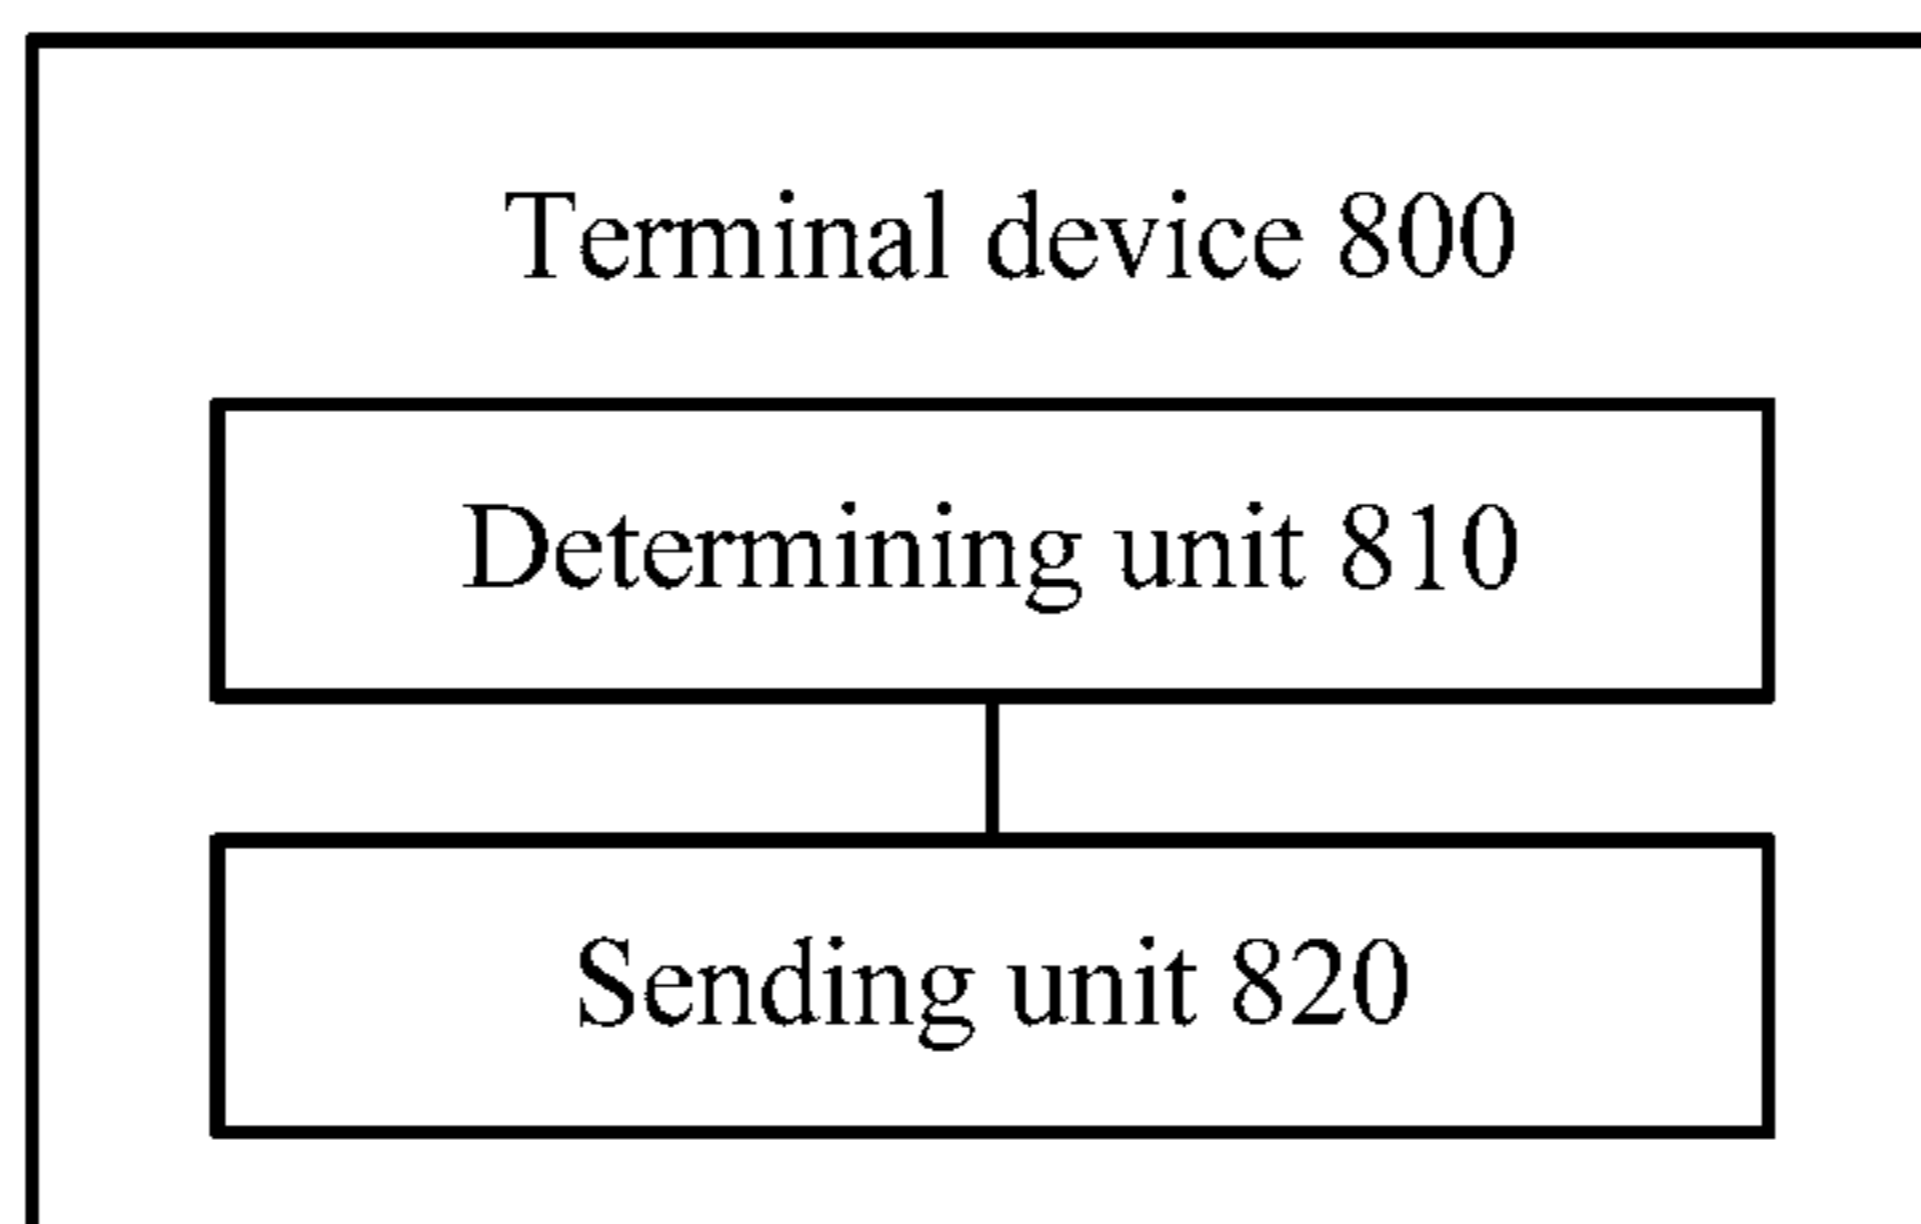 Terminal device 800
Determining unit 810
Sending unit 820